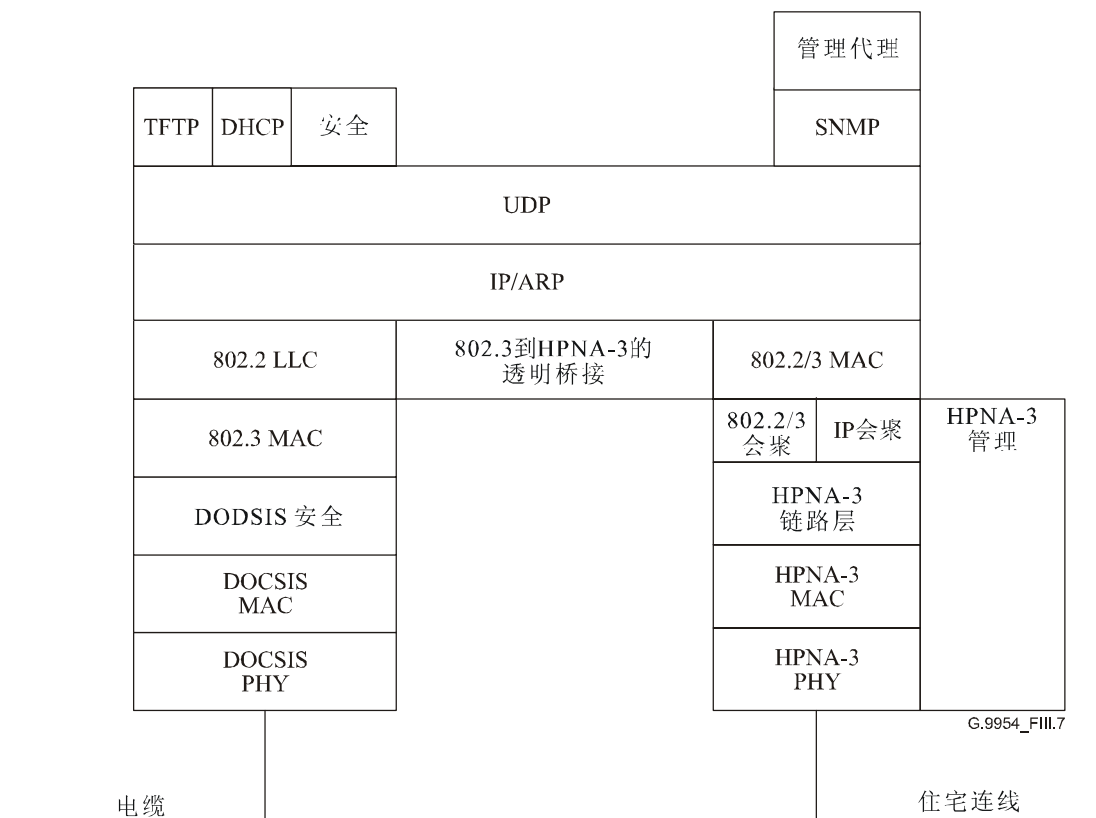 管理代理
TFTP DHCP 安全 SNMP
UDP
IP/ARP
802.2 LLC
802.3到HPNA-3的
透明桥接
802.2/3 MAC
802.3 MAC
802.2/3
会聚
IP会聚
HPNA-3
管理
DODSIS 安全
HPNA-3
链路层
DOCSIS
MAC
HPNA-3
MAC
DOCSIS
PHY
HPNA-3
PHY
G.9954_FIII.7
电缆
住宅连线